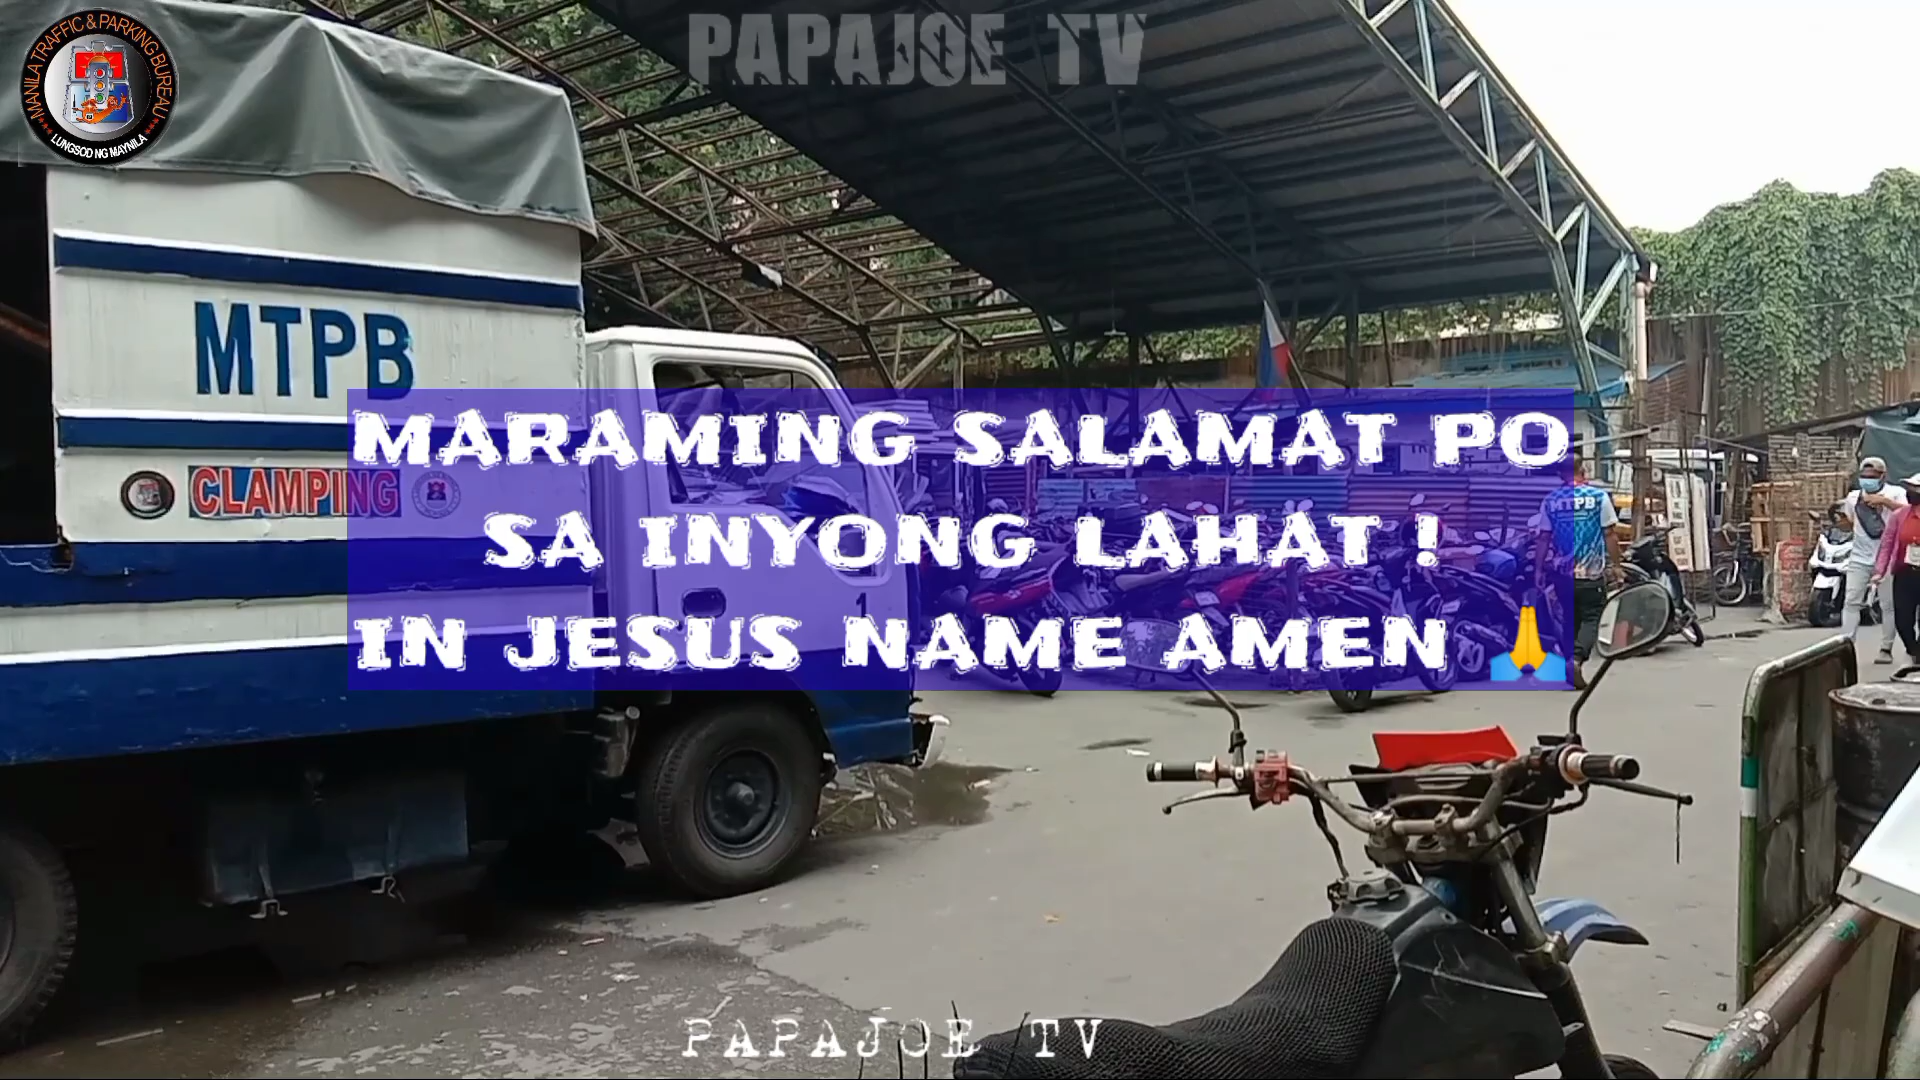 PAPAJOE TV
MANILA TRAFFIC & PARKING BUREAU
LUNGSOD NG MAYNILA
MTPB
CLAMPING
MARAMING SALAMAT PO
SA INYONG LAHAT !
IN JESUS NAME AMEN 🙏
MTPB
1
PAPAJOE TV